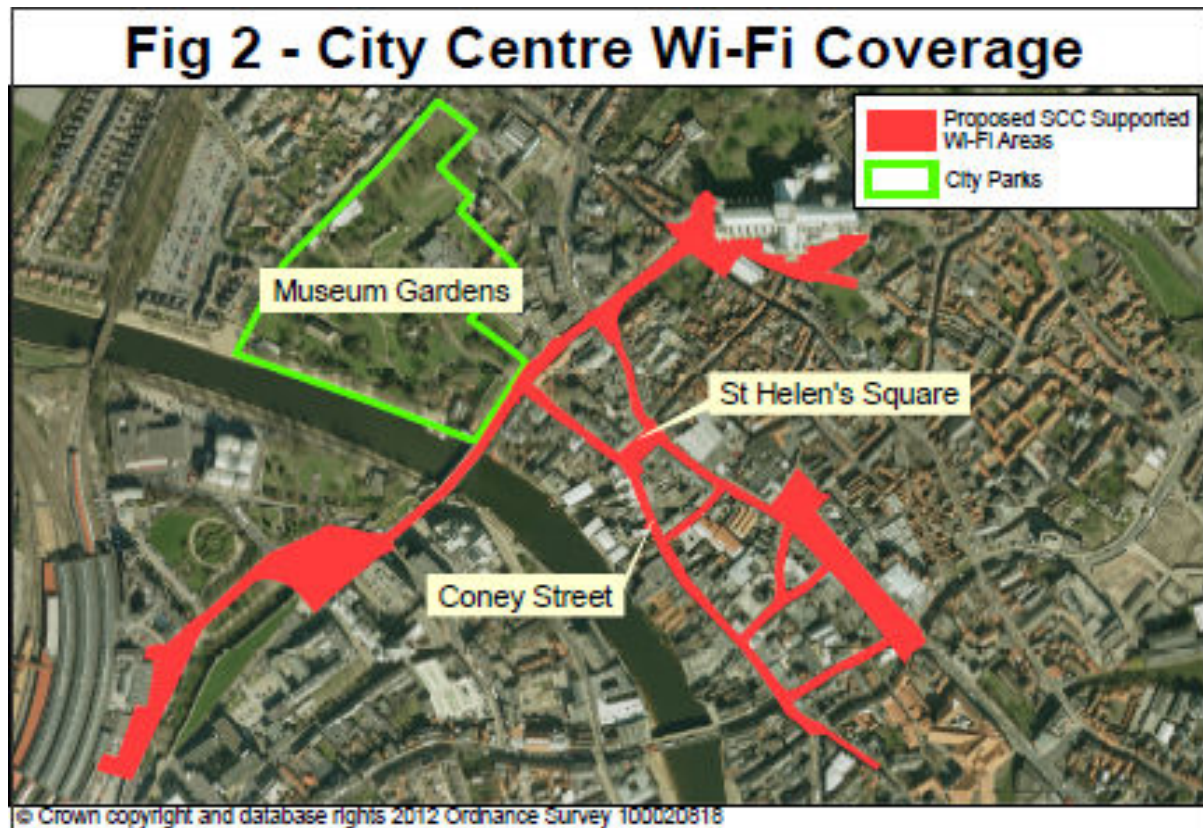 Fig 2 - City Centre Wi-Fi Coverage
Proposed SCC Supported
Wi-Fi Areas
City Parks
Museum Gardens
St Helen's Square
Coney Street
© Crown copyright and database rights 2012 Ordnance Survey 100020818